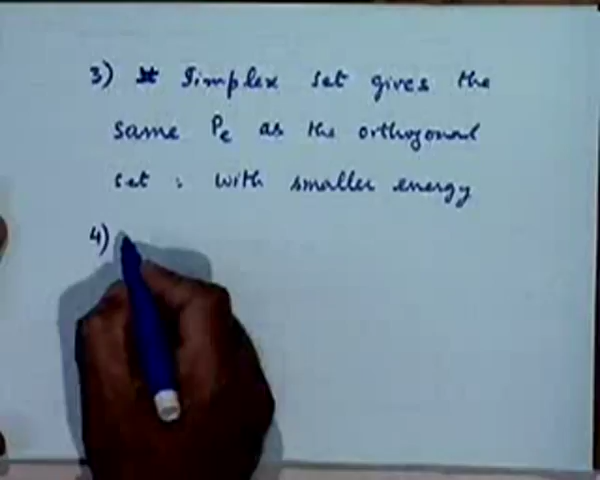 3) Simplex set gives the
same Pe as the orthogonal
set : with smaller energy
4)